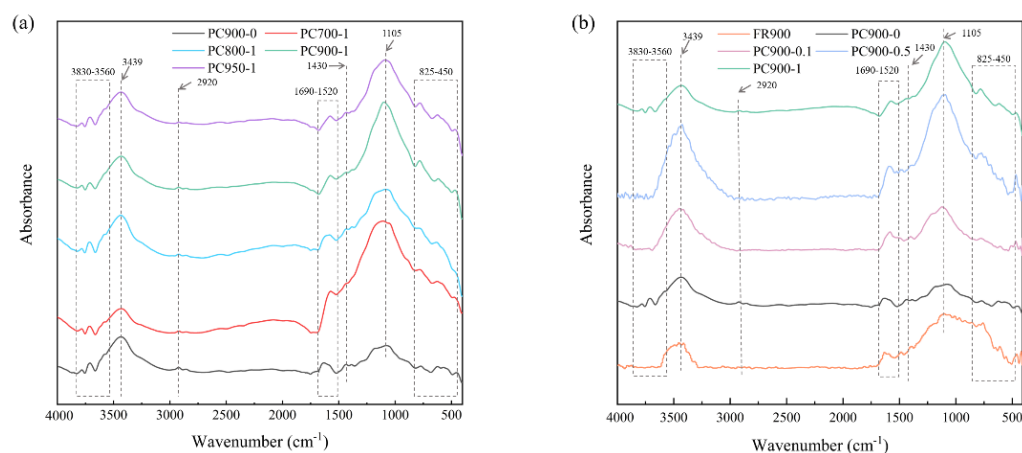 (a)
PC900-0 PC700-1
PC800-1 PC900-1
PC950-1
1105
3830-3560
3439
1430
825-450
2920
1690-1520
Absorbance
4000 3500 3000 2500 2000 1500 1000 500
Wavenumber (cm⁻¹)
(b)
FR900 PC900-0
PC900-0.1 PC900-0.5
PC900-1
3439
1105
3830-3560
1430
1690-1520
825-450
2920
Absorbance
4000 3500 3000 2500 2000 1500 1000 500
Wavenumber (cm⁻¹)